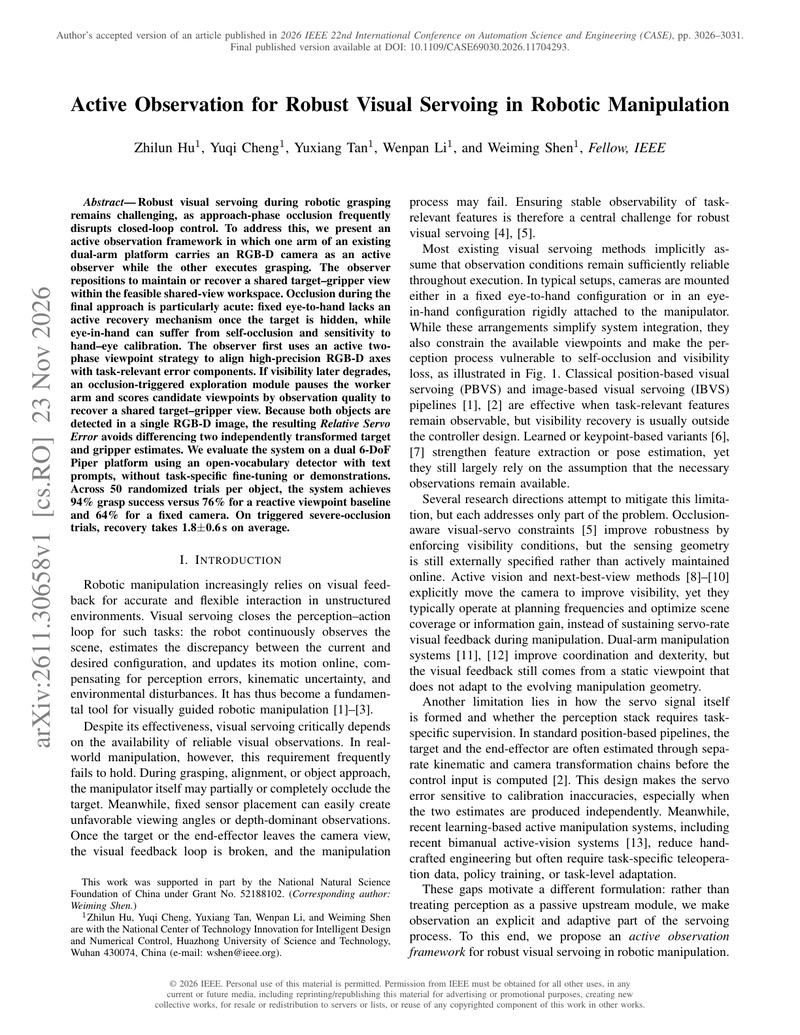 Author's accepted version of an article published in 2026 IEEE 22nd International Conference on Automation Science and Engineering (CASE), pp. 3026–3031.
Final published version available at DOI: 10.1109/CASE69030.2026.11704293.
Active Observation for Robust Visual Servoing in Robotic Manipulation
Zhilun Hu1, Yuqi Cheng1, Yuxiang Tan1, Wenpan Li1, and Weiming Shen1, Fellow, IEEE
Abstract—Robust visual servoing during robotic grasping
remains challenging, as approach-phase occlusion frequently
disrupts closed-loop control. To address this, we present an
active observation framework in which one arm of an existing
dual-arm platform carries an RGB-D camera as an active
observer while the other executes grasping. The observer
repositions to maintain or recover a shared target–gripper view
within the feasible shared-view workspace. Occlusion during the
final approach is particularly acute: fixed eye-to-hand lacks an
active recovery mechanism once the target is hidden, while
eye-in-hand can suffer from self-occlusion and sensitivity to
hand–eye calibration. The observer first uses an active two-
phase viewpoint strategy to align high-precision RGB-D axes
with task-relevant error components. If visibility later degrades,
an occlusion-triggered exploration module pauses the worker
arm and scores candidate viewpoints by observation quality to
recover a shared target–gripper view. Because both objects are
detected in a single RGB-D image, the resulting Relative Servo
Error avoids differencing two independently transformed target
and gripper estimates. We evaluate the system on a dual 6-DoF
Piper platform using an open-vocabulary detector with text
prompts, without task-specific fine-tuning or demonstrations.
Across 50 randomized trials per object, the system achieves
94% grasp success versus 76% for a reactive viewpoint baseline
and 64% for a fixed camera. On triggered severe-occlusion
trials, recovery takes 1.8±0.6 s on average.
I. INTRODUCTION
Robotic manipulation increasingly relies on visual feed-
back for accurate and flexible interaction in unstructured
environments. Visual servoing closes the perception–action
loop for such tasks: the robot continuously observes the
scene, estimates the discrepancy between the current and
desired configuration, and updates its motion online, com-
pensating for perception errors, kinematic uncertainty, and
environmental disturbances. It has thus become a fundamen-
tal tool for visually guided robotic manipulation [1]–[3].
Despite its effectiveness, visual servoing critically depends
on the availability of reliable visual observations. In real-
world manipulation, however, this requirement frequently
fails to hold. During grasping, alignment, or object approach,
the manipulator itself may partially or completely occlude the
target. Meanwhile, fixed sensor placement can easily create
unfavorable viewing angles or depth-dominant observations.
Once the target or the end-effector leaves the camera view,
the visual feedback loop is broken, and the manipulation
This work was supported in part by the National Natural Science
Foundation of China under Grant No. 52188102. (Corresponding author:
Weiming Shen.)
1Zhilun Hu, Yuqi Cheng, Yuxiang Tan, Wenpan Li, and Weiming Shen
are with the National Center of Technology Innovation for Intelligent Design
and Numerical Control, Huazhong University of Science and Technology,
Wuhan 430074, China (e-mail: wshen@ieee.org).
process may fail. Ensuring stable observability of task-
relevant features is therefore a central challenge for robust
visual servoing [4], [5].
Most existing visual servoing methods implicitly as-
sume that observation conditions remain sufficiently reliable
throughout execution. In typical setups, cameras are mounted
either in a fixed eye-to-hand configuration or in an eye-
in-hand configuration rigidly attached to the manipulator.
While these arrangements simplify system integration, they
also constrain the available viewpoints and make the per-
ception process vulnerable to self-occlusion and visibility
loss, as illustrated in Fig. 1. Classical position-based visual
servoing (PBVS) and image-based visual servoing (IBVS)
pipelines [1], [2] are effective when task-relevant features
remain observable, but visibility recovery is usually outside
the controller design. Learned or keypoint-based variants [6],
[7] strengthen feature extraction or pose estimation, yet
they still largely rely on the assumption that the necessary
observations remain available.
Several research directions attempt to mitigate this limita-
tion, but each addresses only part of the problem. Occlusion-
aware visual-servo constraints [5] improve robustness by
enforcing visibility conditions, but the sensing geometry
is still externally specified rather than actively maintained
online. Active vision and next-best-view methods [8]–[10]
explicitly move the camera to improve visibility, yet they
typically operate at planning frequencies and optimize scene
coverage or information gain, instead of sustaining servo-rate
visual feedback during manipulation. Dual-arm manipulation
systems [11], [12] improve coordination and dexterity, but
the visual feedback still comes from a static viewpoint that
does not adapt to the evolving manipulation geometry.
Another limitation lies in how the servo signal itself
is formed and whether the perception stack requires task-
specific supervision. In standard position-based pipelines, the
target and the end-effector are often estimated through sepa-
rate kinematic and camera transformation chains before the
control input is computed [2]. This design makes the servo
error sensitive to calibration inaccuracies, especially when
the two estimates are produced independently. Meanwhile,
recent learning-based active manipulation systems, including
recent bimanual active-vision systems [13], reduce hand-
crafted engineering but often require task-specific teleopera-
tion data, policy training, or task-level adaptation.
These gaps motivate a different formulation: rather than
treating perception as a passive upstream module, we make
observation an explicit and adaptive part of the servoing
process. To this end, we propose an active observation
framework for robust visual servoing in robotic manipulation.
© 2026 IEEE. Personal use of this material is permitted. Permission from IEEE must be obtained for all other uses, in any
current or future media, including reprinting/republishing this material for advertising or promotional purposes, creating new
collective works, for resale or redistribution to servers or lists, or reuse of any copyrighted component of this work in other works.
arXiv:2611.30658v1 [cs.RO] 23 Nov 2026